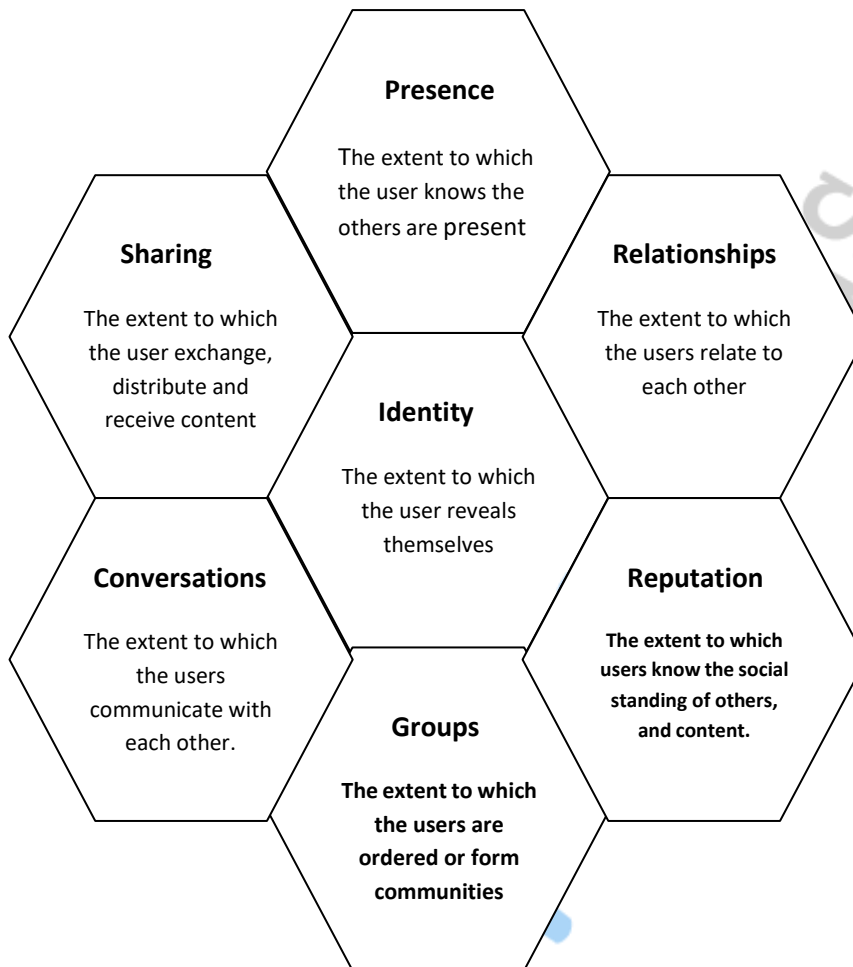 Presence
The extent to which
the user knows the
others are present
Sharing
The extent to which
the user exchange,
distribute and
receive content
Relationships
The extent to which
the users relate to
each other
Identity
The extent to which
the user reveals
themselves
Conversations
The extent to which
the users
communicate with
each other.
Reputation
The extent to which
users know the social
standing of others,
and content.
Groups
The extent to which
the users are
ordered or form
communities